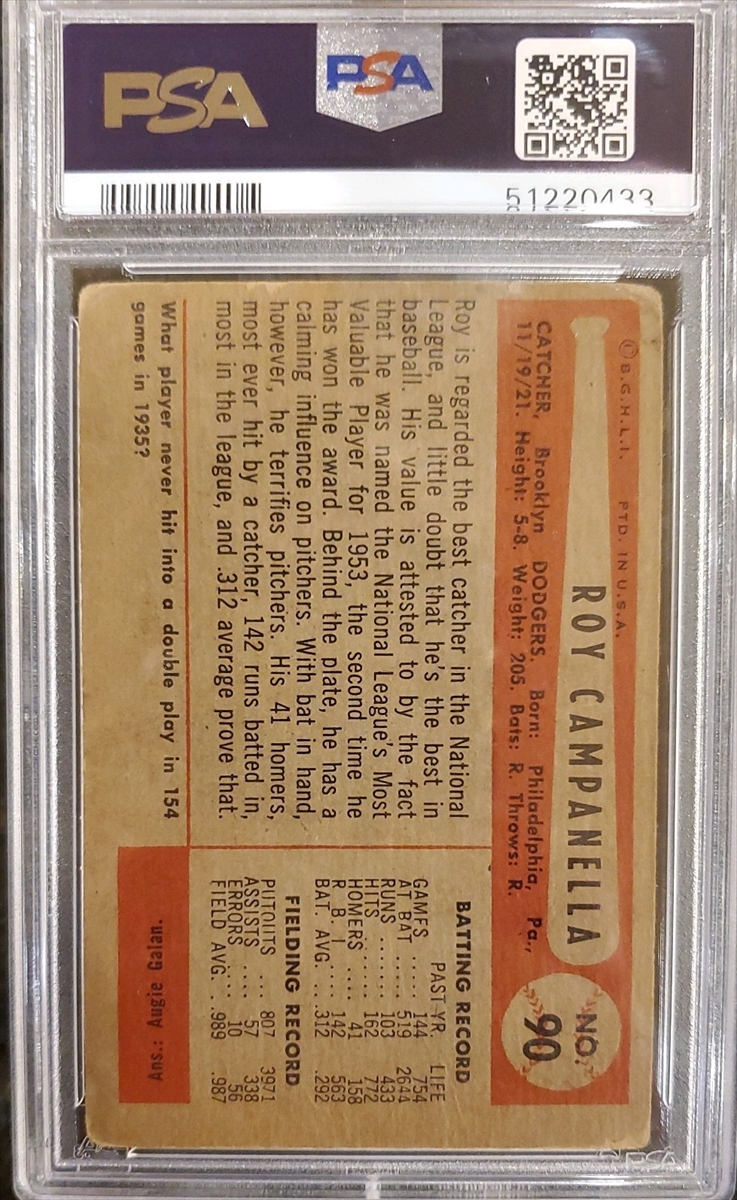 PSA
PSA
51220433
© B.G.H.L.I. PTD. IN U.S.A.
ROY CAMPANELLA
NO.
90
CATCHER, Brooklyn DODGERS. Born: Philadelphia, Pa.,
11/19/21. Height: 5-8. Weight: 205. Bats: R. Throws: R.
Roy is regarded the best catcher in the National
League, and little doubt that he's the best in
baseball. His value is attested to by the fact
that he was named the National League's Most
Valuable Player for 1953, the second time he
has won the award. Behind the plate, he has a
calming influence on pitchers. With bat in hand,
however, he terrifies pitchers. His 41 homers,
most ever hit by a catcher, 142 runs batted in,
most in the league, and .312 average prove that.
BATTING RECORD
PAST YR. LIFE
GAMES ..... 144 754
AT BAT ..... 519 2644
RUNS ....... 103 433
HITS ....... 162 772
HOMERS .... 41 158
R. B. I. .... 142 563
BAT. AVG. .. .312 .292
FIELDING RECORD
PUTOUTS ... 807 3971
ASSISTS .... 57 338
ERRORS .... 10 56
FIELD AVG. . .989 .987
What player never hit into a double play in 154
games in 1935?
Ans.: Augie Galan.
PSA